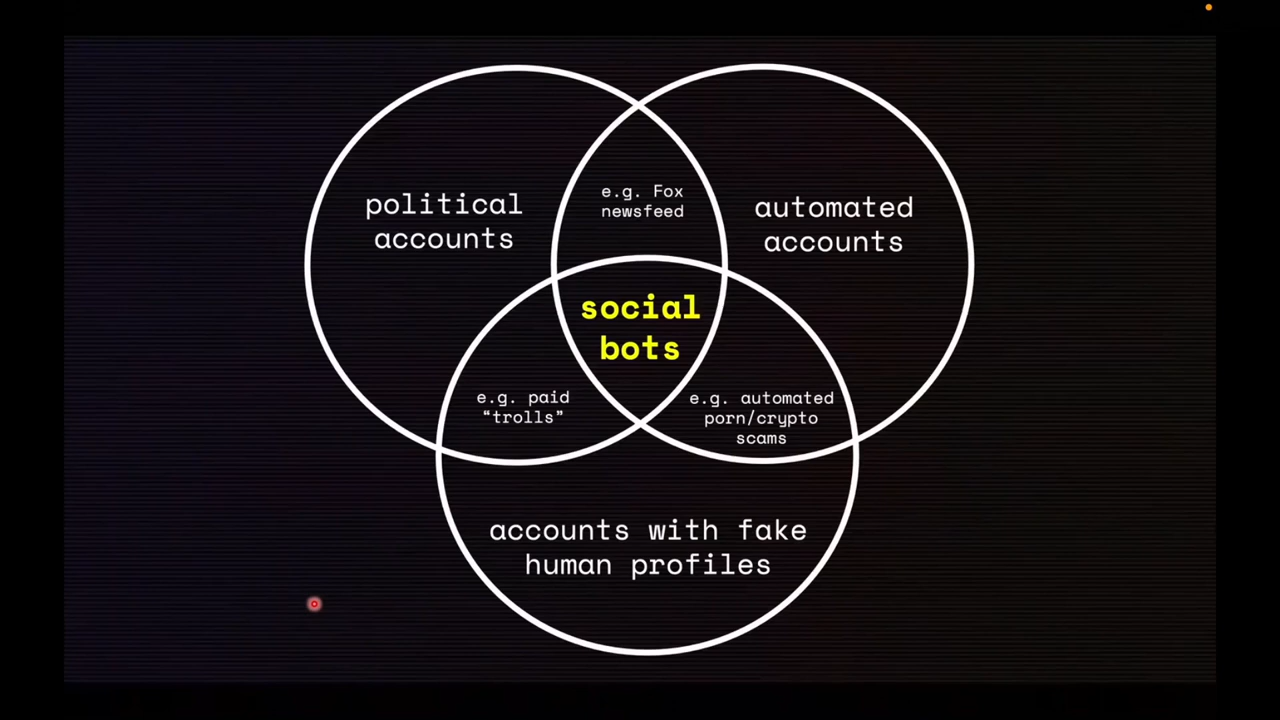 e.g. Fox
newsfeed
political
accounts
automated
accounts
social
bots
e.g. paid
“trolls”
e.g. automated
porn/crypto
scams
accounts with fake
human profiles